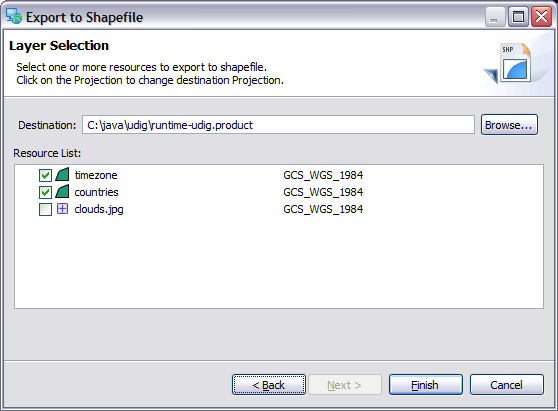 Export to Shapefile
Layer Selection
Select one or more resources to export to shapefile.
Click on the Projection to change destination Projection.
SHP
Destination: C:\java\udig\runtime-udig.product Browse...
Resource List:
timezone GCS_WGS_1984
countries GCS_WGS_1984
clouds.jpg GCS_WGS_1984
< Back Next > Finish Cancel